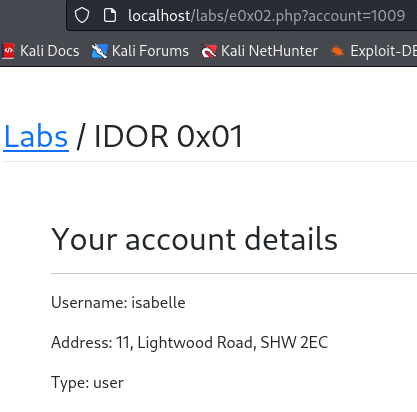 localhost/labs/e0x02.php?account=1009
Kali Docs Kali Forums Kali NetHunter Exploit-DB
Labs / IDOR 0x01
Your account details
Username: isabelle
Address: 11, Lightwood Road, SHW 2EC
Type: user